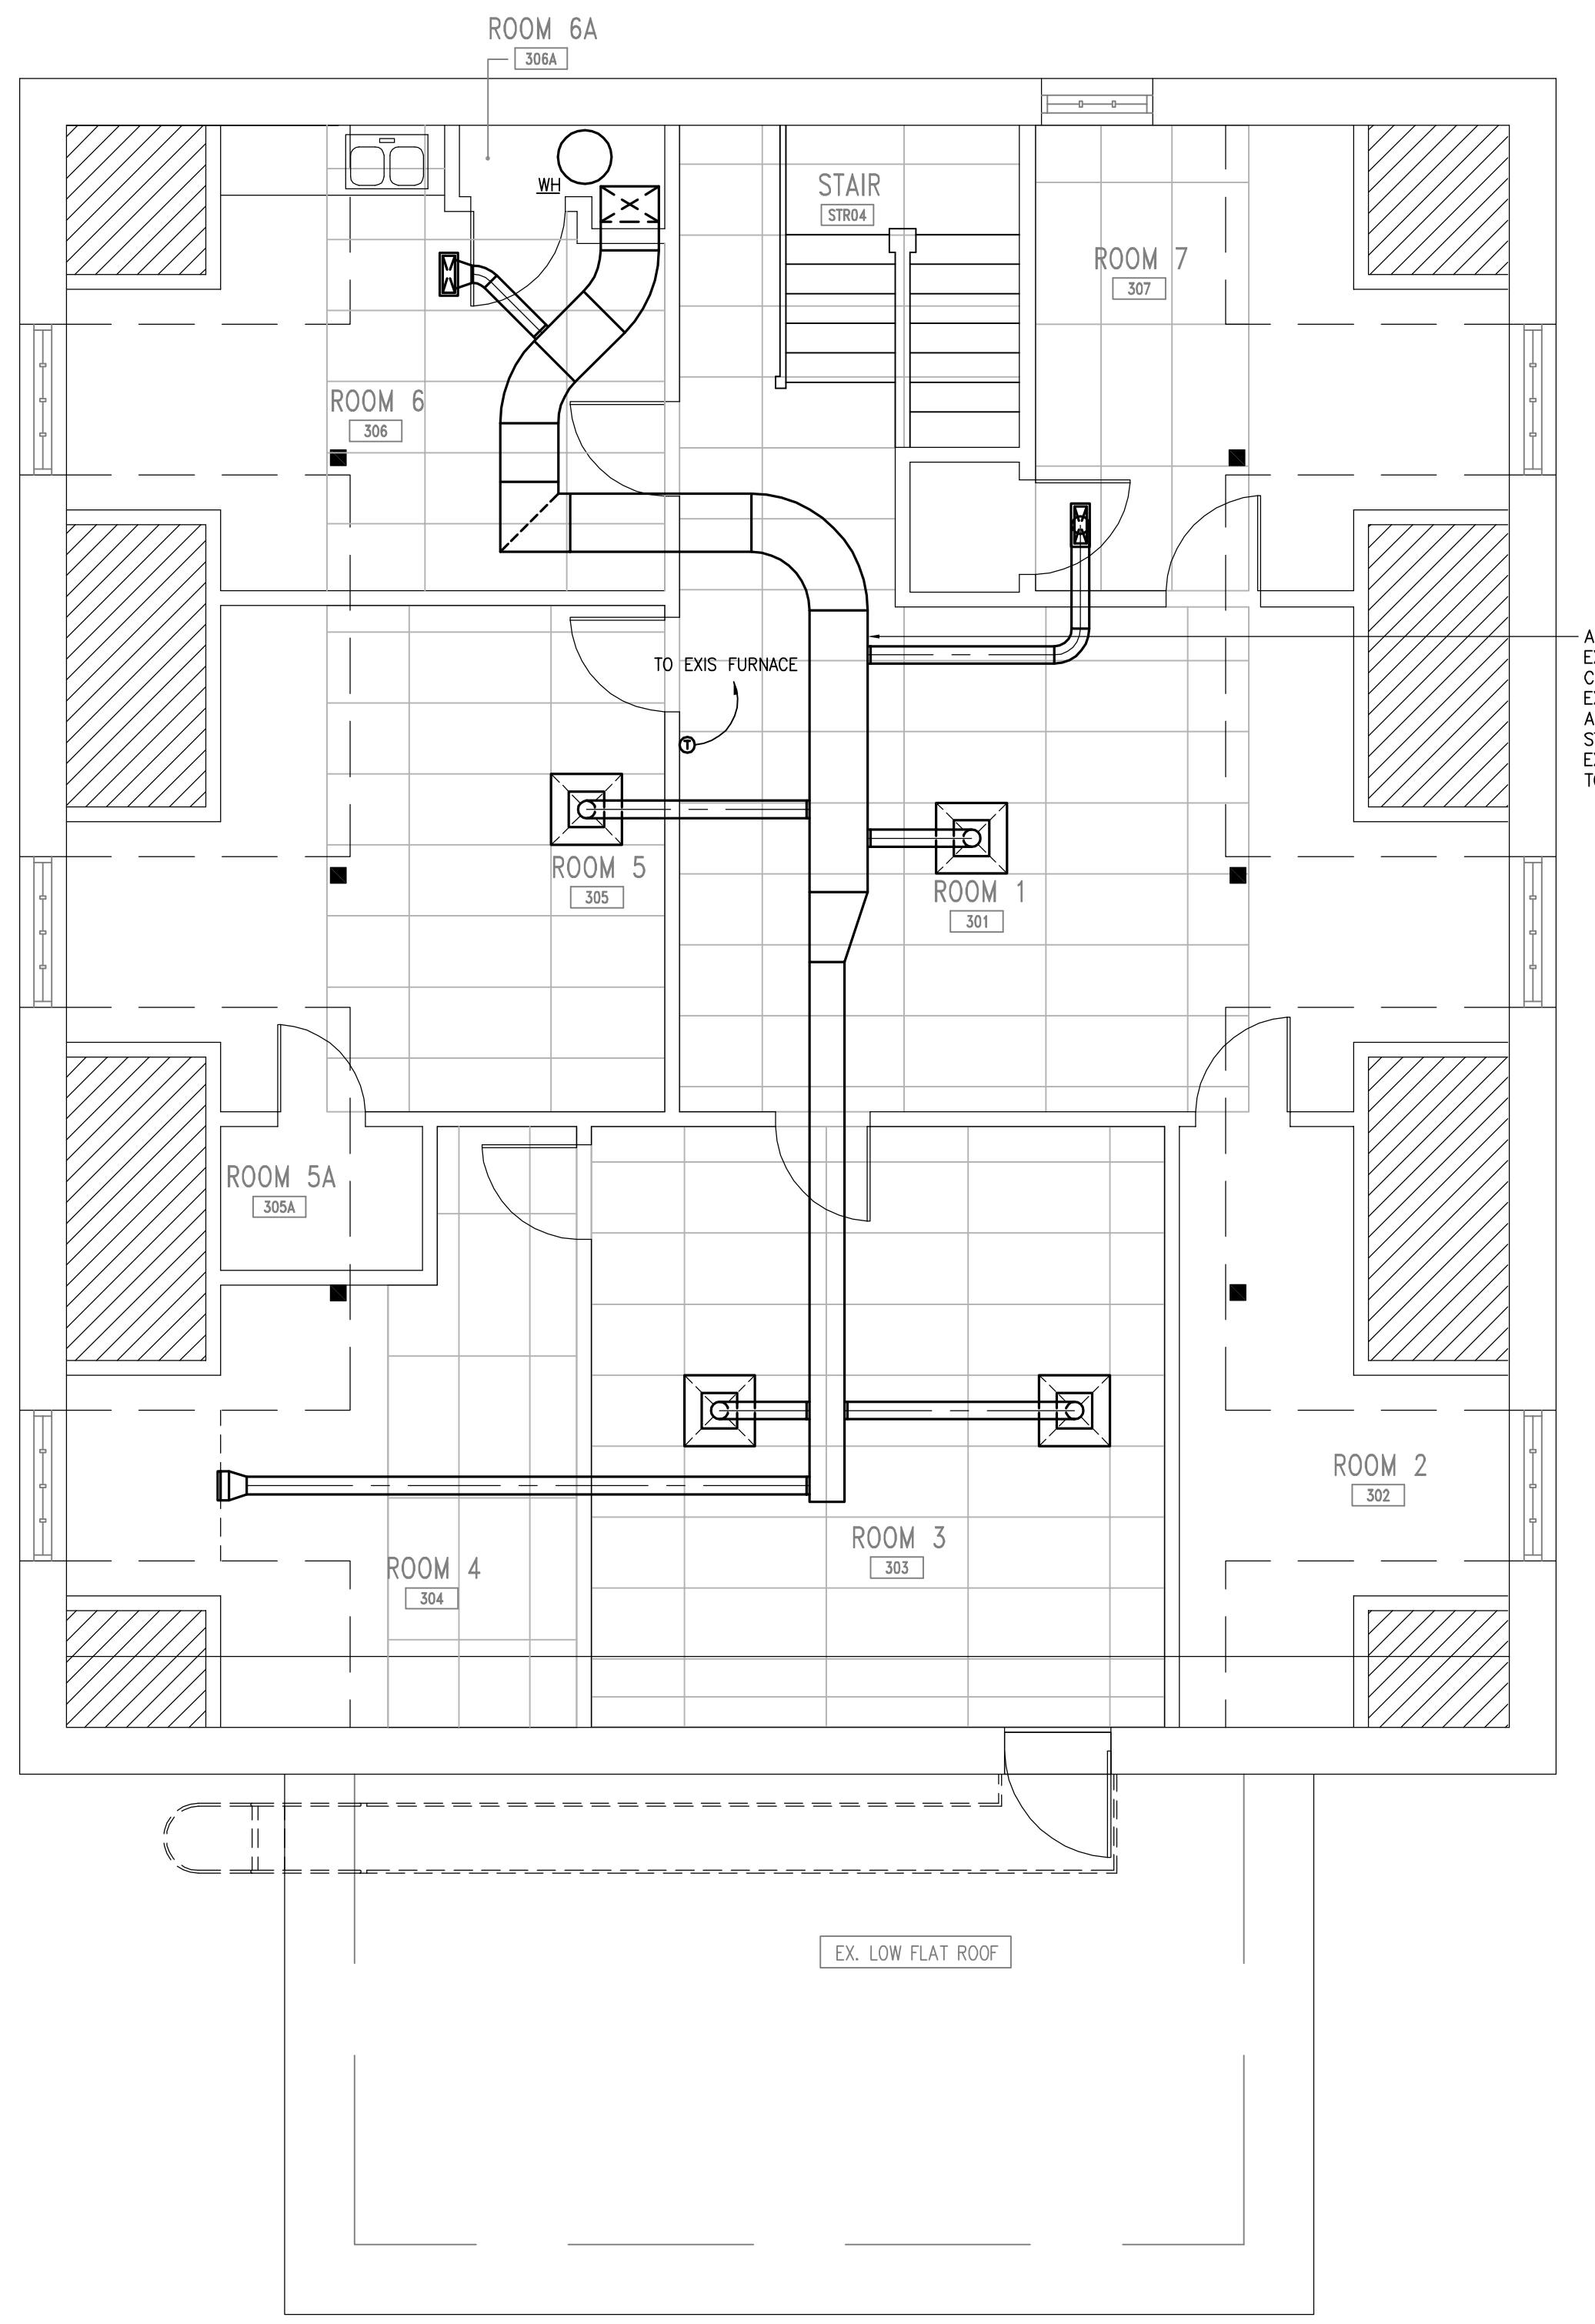 ROOM 6A
306A
WH
STAIR
STR04
ROOM 7
307
ROOM 6
306
TO EXIS FURNACE
T
ROOM 5
305
ROOM 1
301
ROOM 5A
305A
ROOM 2
302
ROOM 3
303
ROOM 4
304
EX. LOW FLAT ROOF